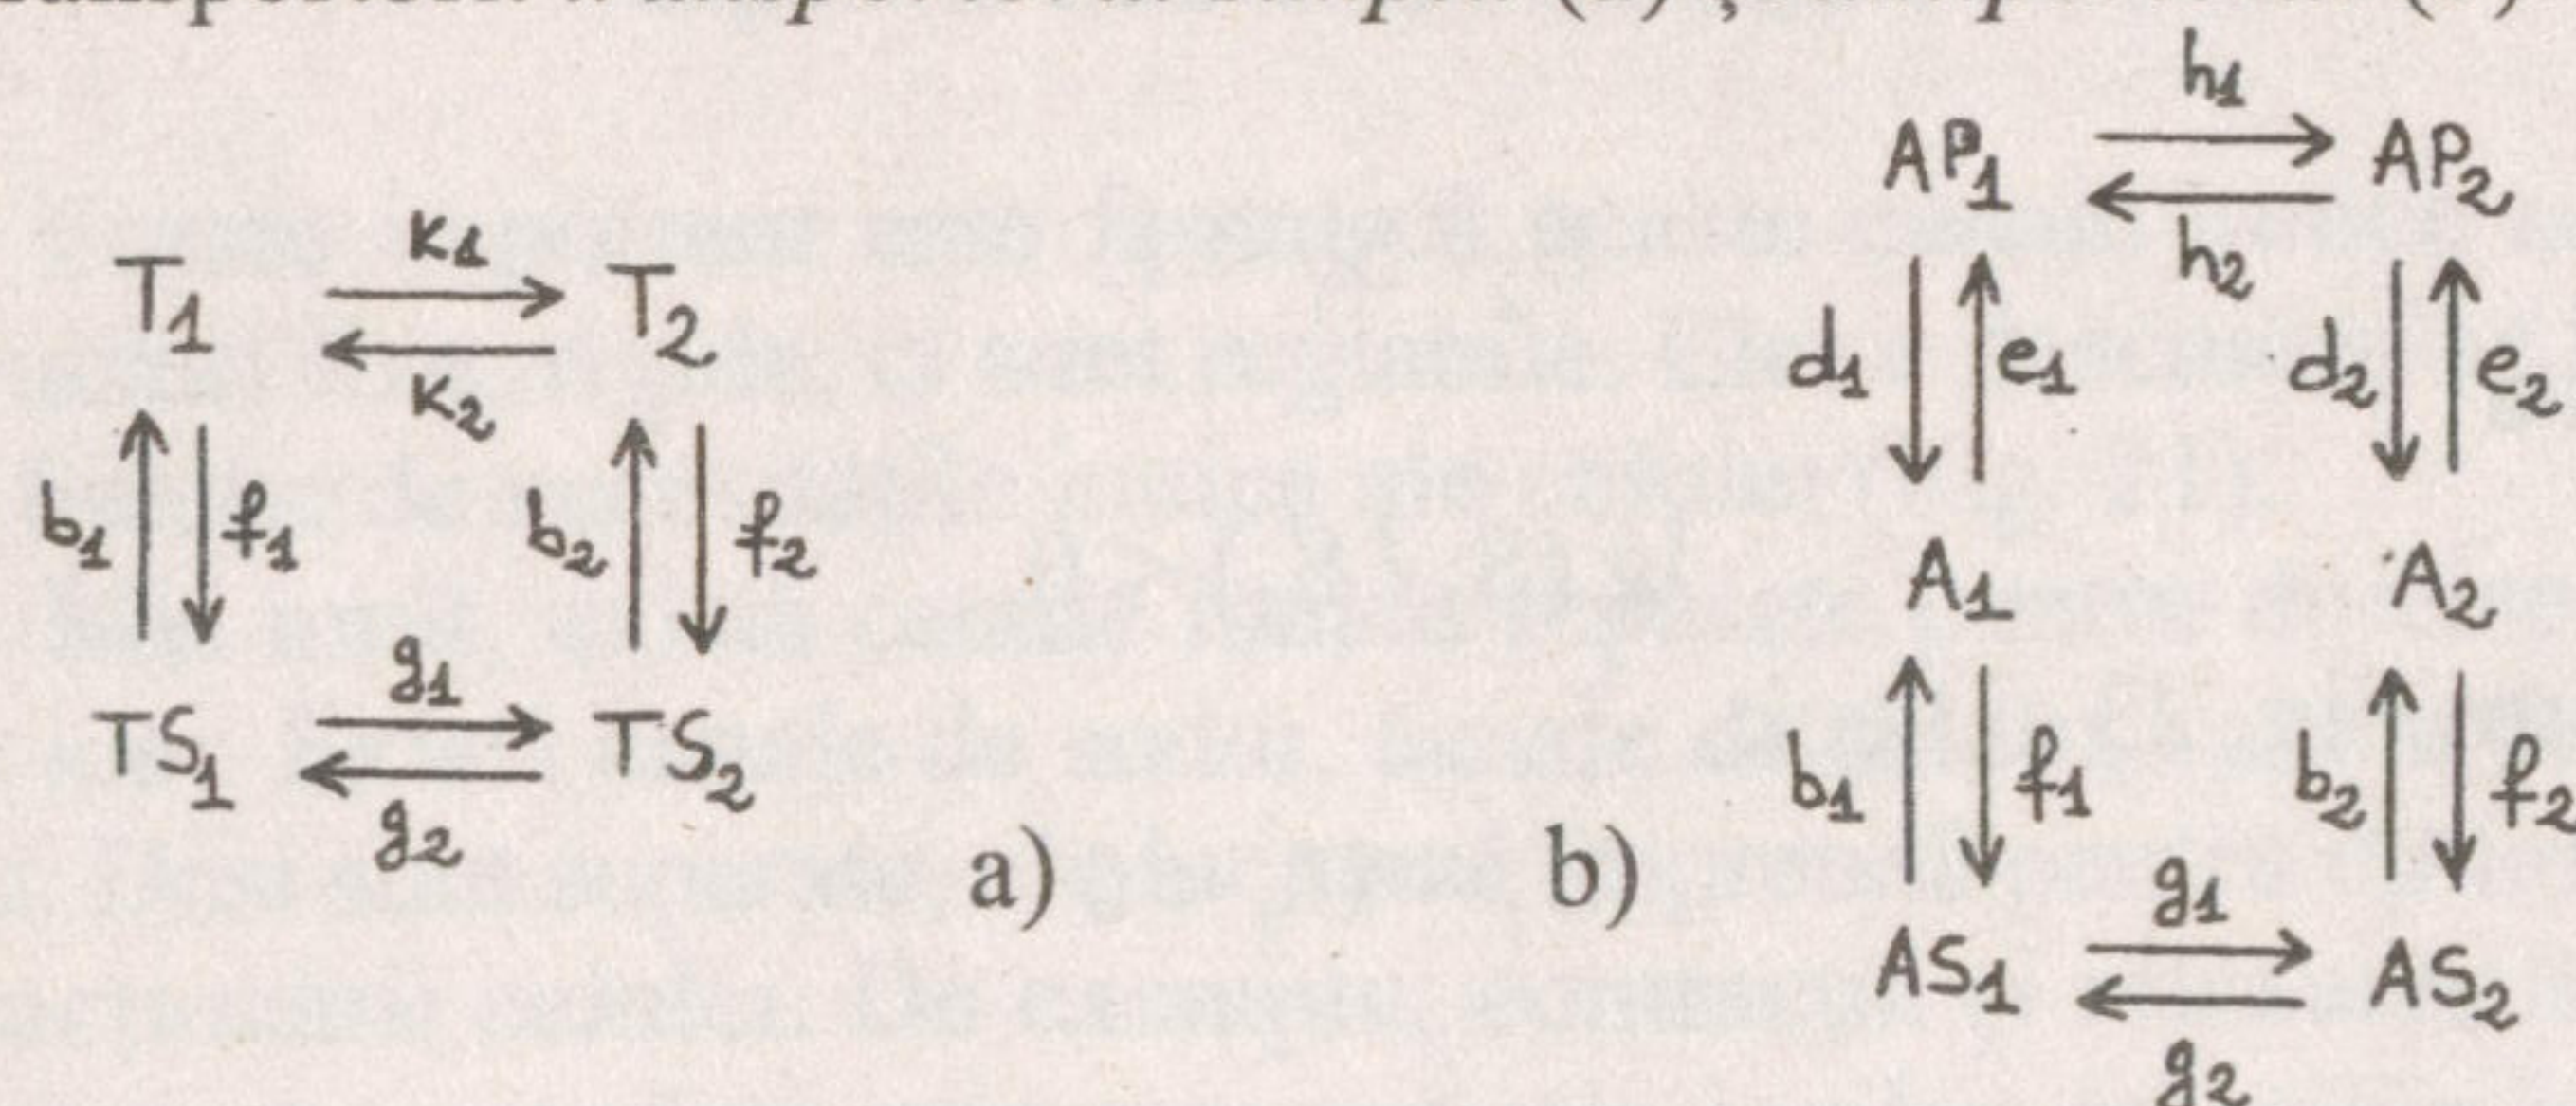 h1
AP1 AP2
h2
K1
T1 T2
K2
d1 e1 d2 e2
b1 f1 b2 f2
A1 A2
g1
TS1 TS2
g2
b1 f1 b2 f2
a) b)
g1
AS1 AS2
g2